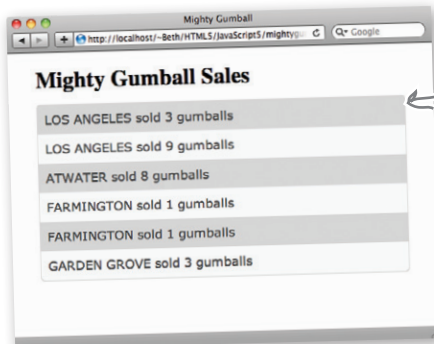 Mighty Gumball
http://localhost/~Beth/HTML5/JavaScript5/mightygu
Google
Mighty Gumball Sales
LOS ANGELES sold 3 gumballs
LOS ANGELES sold 9 gumballs
ATWATER sold 8 gumballs
FARMINGTON sold 1 gumballs
FARMINGTON sold 1 gumballs
GARDEN GROVE sold 3 gumballs